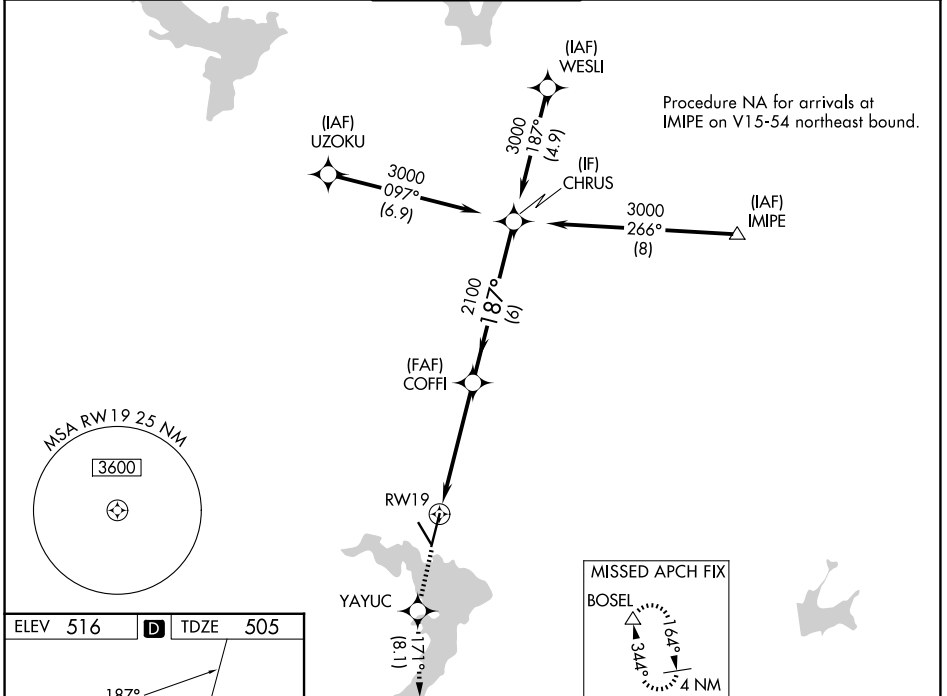 (IAF)
WESLI
Procedure NA for arrivals at
IMIPE on V15-54 northeast bound.
(IAF)
UZOKU
3000
187°
(4.9)
3000
097°
(6.9)
(IF)
CHRUS
(IAF)
IMIPE
3000
266°
(8)
2100
187°
(6)
(FAF)
COFFI
MSA RW19 25 NM
3600
RW19
YAYUC
171°
(8.1)
MISSED APCH FIX
BOSEL
164°
344°
4 NM
ELEV 516 D TDZE 505
187°